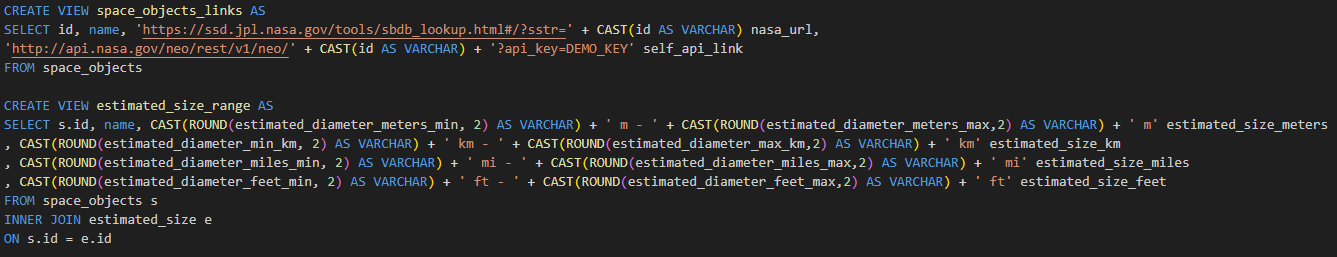 CREATE VIEW space_objects_links AS
SELECT id, name, 'https://ssd.jpl.nasa.gov/tools/sbdb_lookup.html#/?sstr=' + CAST(id AS VARCHAR) nasa_url,
'http://api.nasa.gov/neo/rest/v1/neo/' + CAST(id AS VARCHAR) + '?api_key=DEMO_KEY' self_api_link
FROM space_objects
CREATE VIEW estimated_size_range AS
SELECT s.id, name, CAST(ROUND(estimated_diameter_meters_min, 2) AS VARCHAR) + ' m - ' + CAST(ROUND(estimated_diameter_meters_max,2) AS VARCHAR) + ' m' estimated_size_meters
, CAST(ROUND(estimated_diameter_min_km, 2) AS VARCHAR) + ' km - ' + CAST(ROUND(estimated_diameter_max_km,2) AS VARCHAR) + ' km' estimated_size_km
, CAST(ROUND(estimated_diameter_miles_min, 2) AS VARCHAR) + ' mi - ' + CAST(ROUND(estimated_diameter_miles_max,2) AS VARCHAR) + ' mi' estimated_size_miles
, CAST(ROUND(estimated_diameter_feet_min, 2) AS VARCHAR) + ' ft - ' + CAST(ROUND(estimated_diameter_feet_max,2) AS VARCHAR) + ' ft' estimated_size_feet
FROM space_objects s
INNER JOIN estimated_size e
ON s.id = e.id